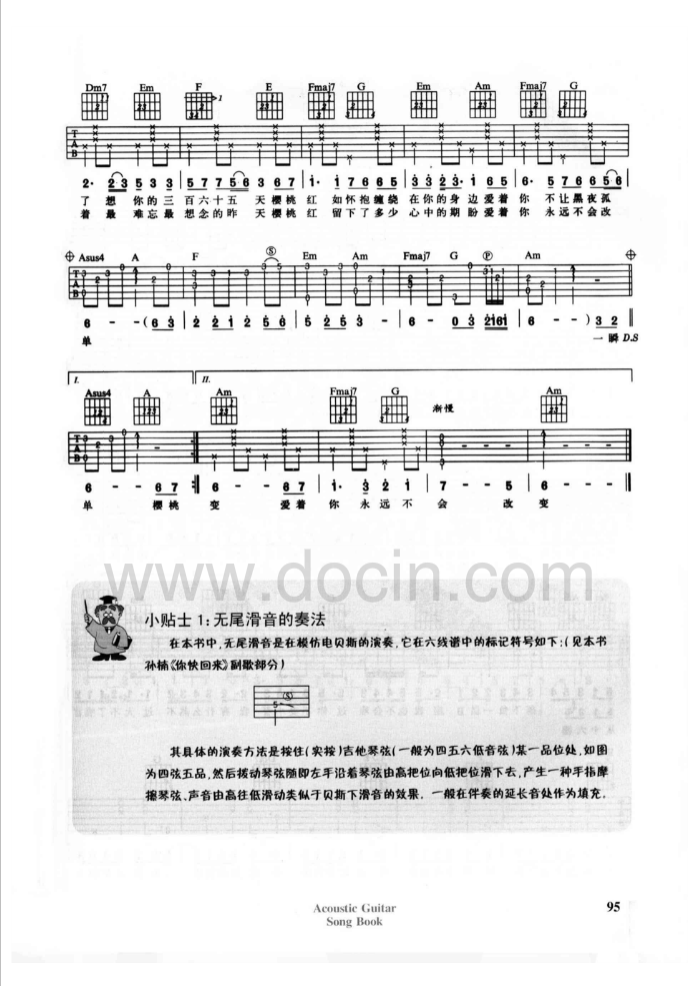 Dm7 Em F E Fmaj7 G Em Am Fmaj7 G
2· 2 3 5 3 3 5 7 7 5 6 3 6 7 1· 1 7 6 6 5 3 3 2 3· 1 6 5 5 1 7 6 6 5 5 6
了 想 你 的 三 百 六 十 五 天 樱 桃 红 如 怀 抱 缠 绕 在 你 的 身 边 爱 着 你 不 让 黑 夜 孤
着 最 难 忘 最 想 念 的 昨 天 樱 桃 红 留 下 了 多 少 心 中 的 期 盼 爱 着 你 永 远 不 会 改
Asus4 A F Ⓢ Em Am Fmaj7 G Ⓟ Am
6 - - (6 3 2 2 1 2 5 6 5 2 5 3 6 - 0 3 2161 6 - - ) 3 2
单 一 瞬 D.S
I. II.
Asus4 A Am Fmaj7 G 渐慢 Am
6 - - 6 7 6 - - 6 7 1· 3 2 1 7 - - 5 6 - - -
单 樱 桃 变 爱 着 你 永 远 不 会 改 变
www.docin.com
小贴士 1:无尾滑音的奏法
在本书中,无尾滑音是在模仿电贝斯的演奏,它在六线谱中的标记符号如下:(见本书
孙楠《你快回来》副歌部分)
Ⓢ
5
其具体的演奏方法是按住(实按)吉他琴弦(一般为四五六低音弦)某一品位处,如图
为四弦五品,然后拨动琴弦随即左手沿着琴弦由高把位向低把位滑下去,产生一种手指摩
擦琴弦、声音由高往低滑动类似于贝斯下滑音的效果. 一般在伴奏的延长音处作为填充.
Acoustic Guitar
Song Book
95